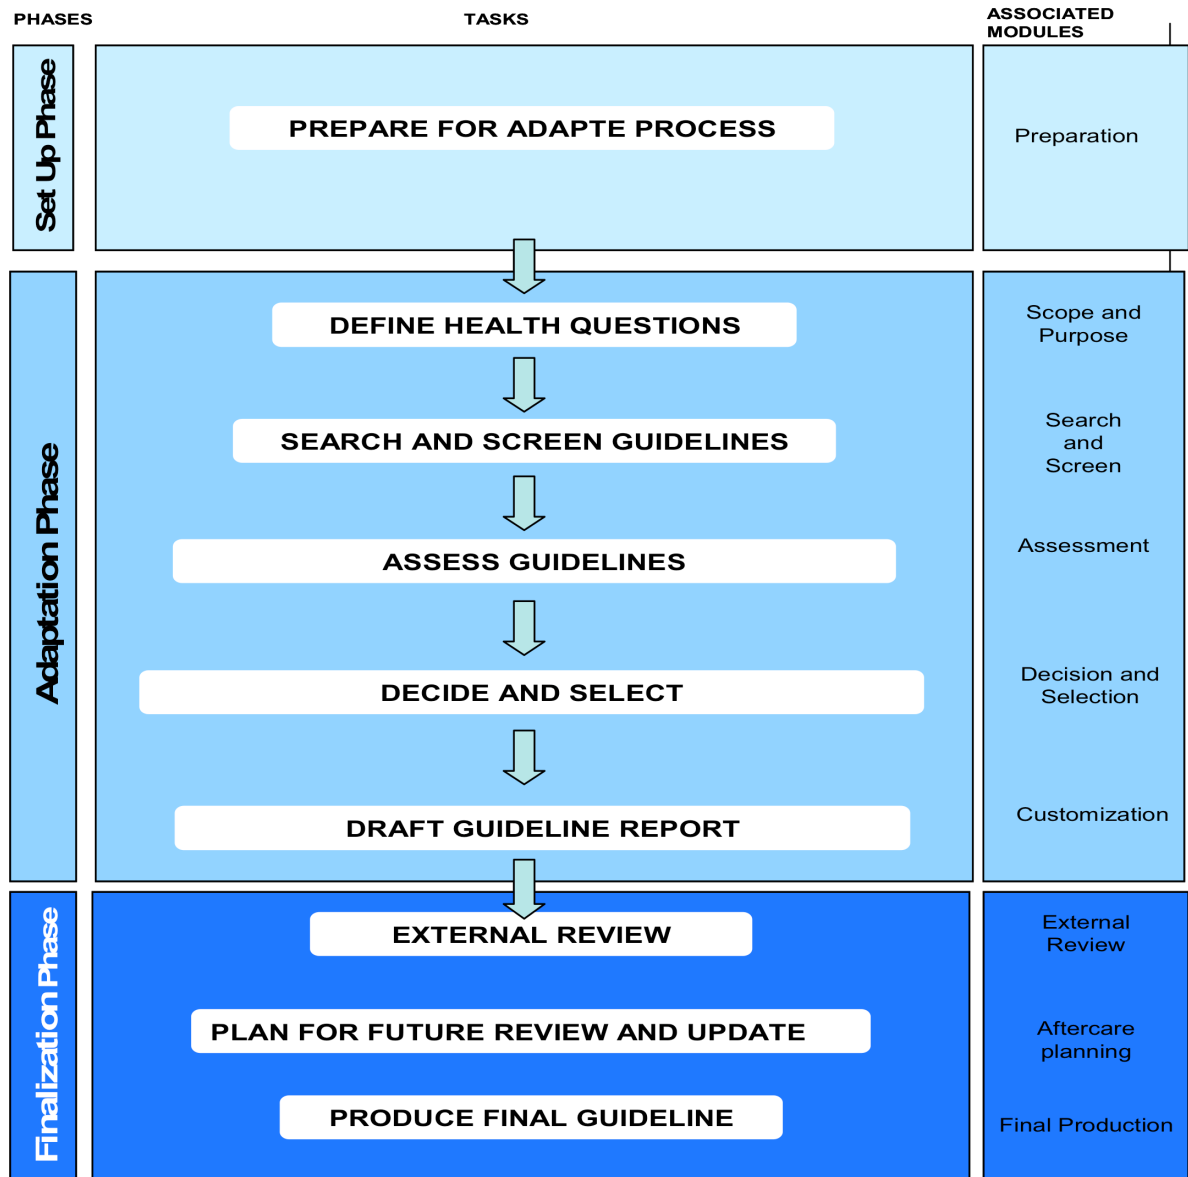 PHASES
TASKS
ASSOCIATED
MODULES
Set Up Phase
PREPARE FOR ADAPTE PROCESS
Preparation
Adaptation Phase
DEFINE HEALTH QUESTIONS
Scope and
Purpose
SEARCH AND SCREEN GUIDELINES
Search
and
Screen
ASSESS GUIDELINES
Assessment
DECIDE AND SELECT
Decision and
Selection
DRAFT GUIDELINE REPORT
Customization
Finalization Phase
EXTERNAL REVIEW
External
Review
PLAN FOR FUTURE REVIEW AND UPDATE
Aftercare
planning
PRODUCE FINAL GUIDELINE
Final Production